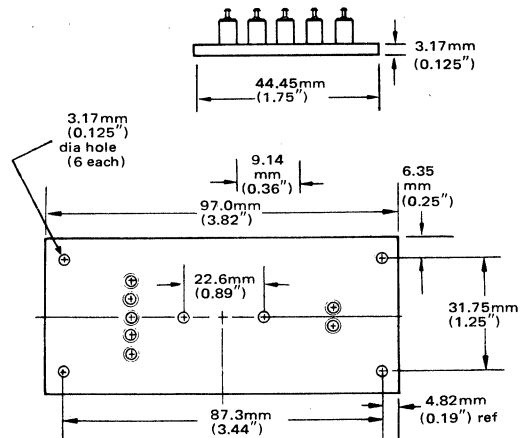 3.17mm
(0.125")
44.45mm
(1.75")
3.17mm
(0.125")
dia hole
(6 each)
9.14
mm
(0.36")
6.35
mm
(0.25")
97.0mm
(3.82")
22.6mm
(0.89")
31.75mm
(1.25")
87.3mm
(3.44")
4.82mm
(0.19") ref